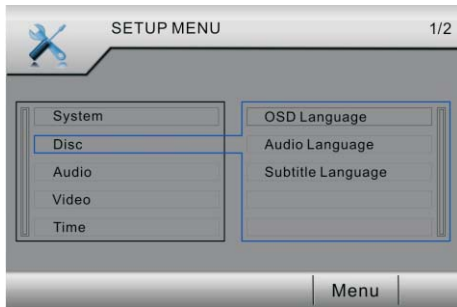 SETUP MENU
1/2
System
Disc
Audio
Video
Time
OSD Language
Audio Language
Subtitle Language
Menu